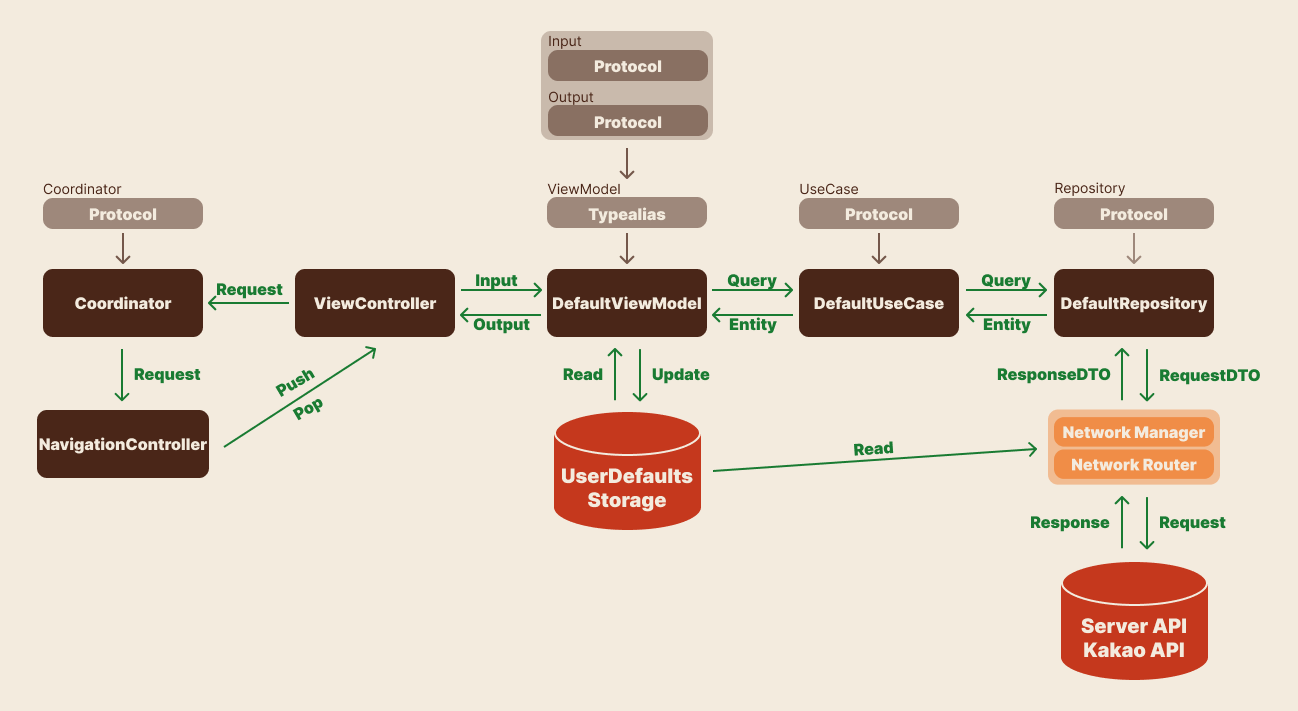 Input
Protocol
Output
Protocol
Coordinator
Protocol
ViewModel
Typealias
UseCase
Protocol
Repository
Protocol
Coordinator
Request
ViewController
Input
Output
DefaultViewModel
Query
Entity
DefaultUseCase
Query
Entity
DefaultRepository
Request
Push
Pop
Read
Update
ResponseDTO
RequestDTO
NavigationController
UserDefaults
Storage
Read
Network Manager
Network Router
Response
Request
Server API
Kakao API